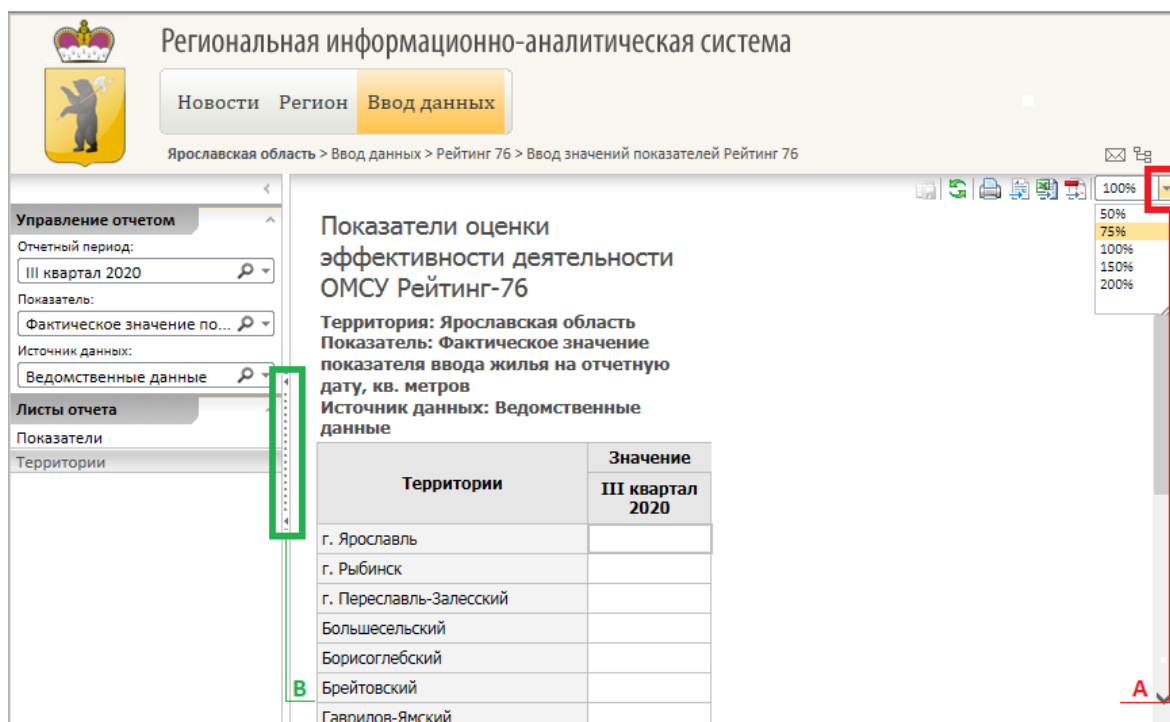 Региональная информационно-аналитическая система
Новости Регион Ввод данных
Ярославская область > Ввод данных > Рейтинг 76 > Ввод значений показателей Рейтинг 76
100%
50%
75%
100%
150%
200%
Управление отчетом
Отчетный период:
III квартал 2020
Показатель:
Фактическое значение по...
Источник данных:
Ведомственные данные
Листы отчета
Показатели
Территории
Показатели оценки
эффективности деятельности
ОМСУ Рейтинг-76
Территория: Ярославская область
Показатель: Фактическое значение
показателя ввода жилья на отчетную
дату, кв. метров
Источник данных: Ведомственные
данные
Территории
Значение
III квартал
2020
г. Ярославль
г. Рыбинск
г. Переславль-Залесский
Большесельский
Борисоглебский
Брейтовский
Гаврилов-Ямский
B
A